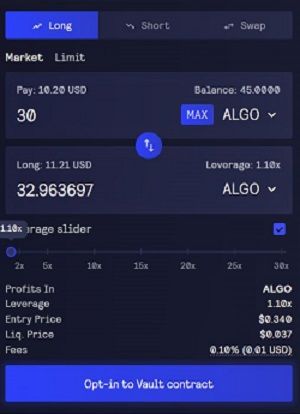 Long Short Swap
Market Limit
Pay: 10.20 USD Balance: 45.0000
30 MAX ALGO
Long: 11.21 USD Leverage: 1.10x
32.963697 ALGO
1.10x erage slider
2x 5x 10x 15x 20x 25x 30x
Profits In ALGO
Leverage 1.10x
Entry Price $0.340
Liq. Price $0.037
Fees 0.10% (0.01 USD)
Opt-in to Vault contract